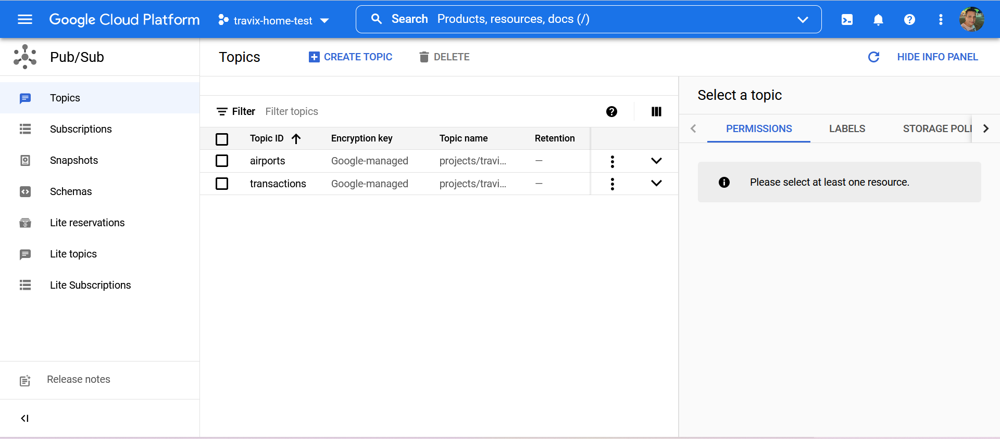 Google Cloud Platform
travix-home-test
Search Products, resources, docs (/)
Pub/Sub
Topics
CREATE TOPIC
DELETE
HIDE INFO PANEL
Topics
Subscriptions
Snapshots
Schemas
Lite reservations
Lite topics
Lite Subscriptions
Release notes
Filter Filter topics
Topic ID Encryption key Topic name Retention
airports Google-managed projects/travi... —
transactions Google-managed projects/travi... —
Select a topic
PERMISSIONS LABELS STORAGE POLI
Please select at least one resource.